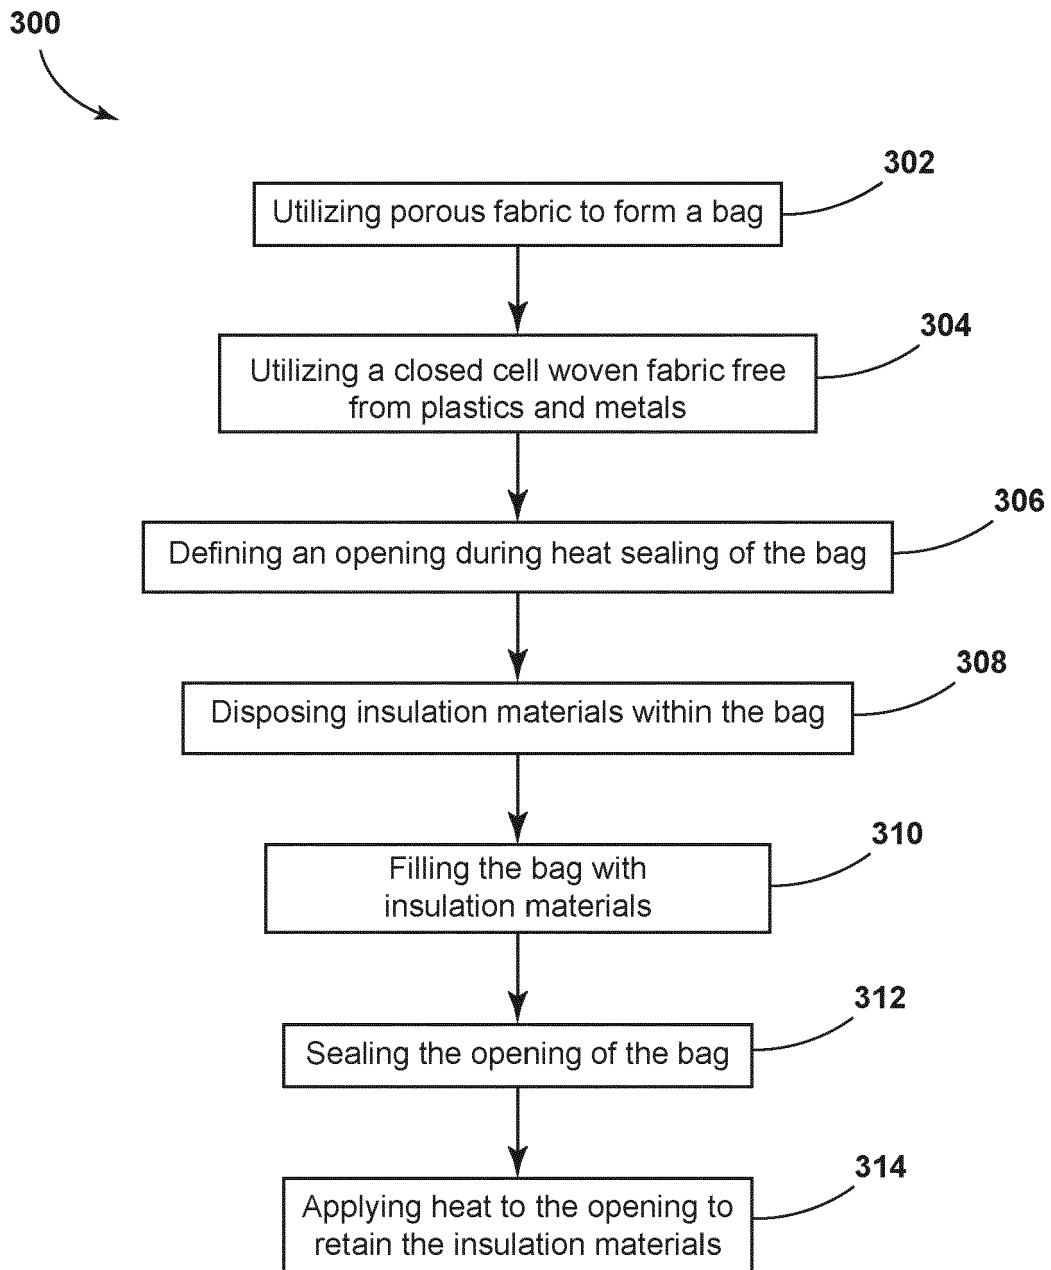 300
302
Utilizing porous fabric to form a bag
304
Utilizing a closed cell woven fabric free
from plastics and metals
306
Defining an opening during heat sealing of the bag
308
Disposing insulation materials within the bag
310
Filling the bag with
insulation materials
312
Sealing the opening of the bag
314
Applying heat to the opening to
retain the insulation materials